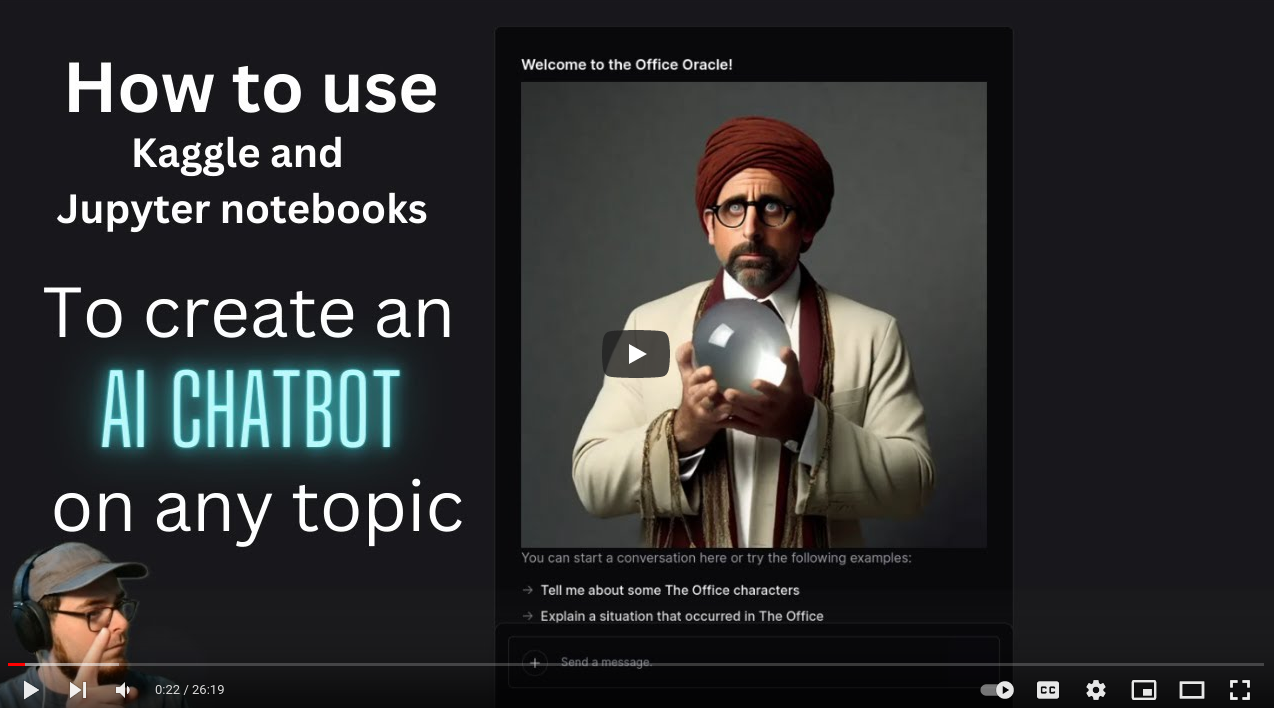 How to use
Kaggle and
Jupyter notebooks
To create an
AI CHATBOT
on any topic
Welcome to the Office Oracle!
You can start a conversation here or try the following examples:
→ Tell me about some The Office characters
→ Explain a situation that occurred in The Office
+ Send a message.
0:22 / 26:19
CC